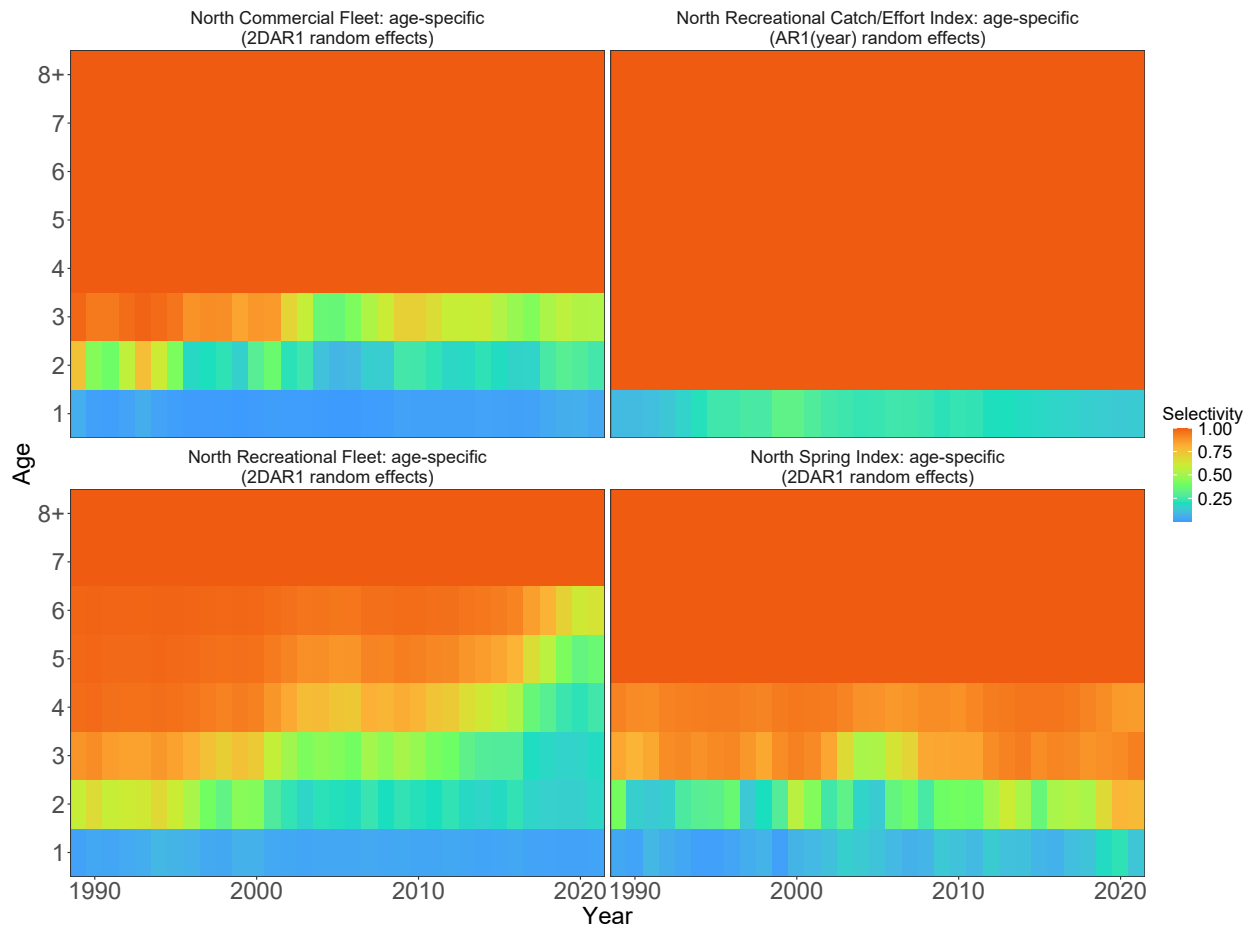 North Commercial Fleet: age-specific
(2DAR1 random effects)
North Recreational Catch/Effort Index: age-specific
(AR1(year) random effects)
8+
7
6
5
4
3
2
1
North Recreational Fleet: age-specific
(2DAR1 random effects)
North Spring Index: age-specific
(2DAR1 random effects)
8+
7
6
5
4
3
2
1
Age
1990 2000 2010 2020 1990 2000 2010 2020
Year
Selectivity
1.00
0.75
0.50
0.25